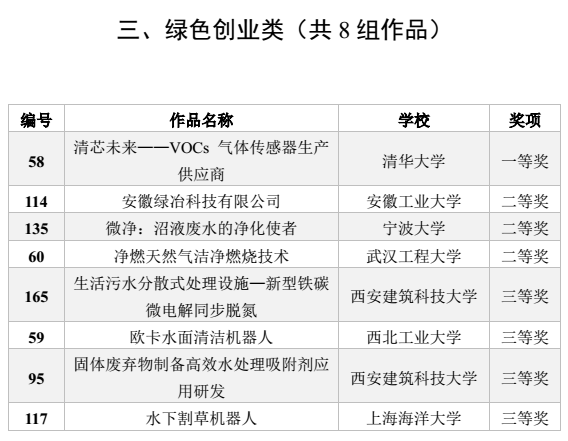 三、绿色创业类（共 8 组作品）
编号 作品名称 学校 奖项
58 清芯未来——VOCs 气体传感器生产供应商 清华大学 一等奖
114 安徽绿冶科技有限公司 安徽工业大学 二等奖
135 微净：沼液废水的净化使者 宁波大学 二等奖
60 净燃天然气洁净燃烧技术 武汉工程大学 二等奖
165 生活污水分散式处理设施—新型铁碳微电解同步脱氮 西安建筑科技大学 三等奖
59 欧卡水面清洁机器人 西北工业大学 三等奖
95 固体废弃物制备高效水处理吸附剂应用研发 西安建筑科技大学 三等奖
117 水下割草机器人 上海海洋大学 三等奖